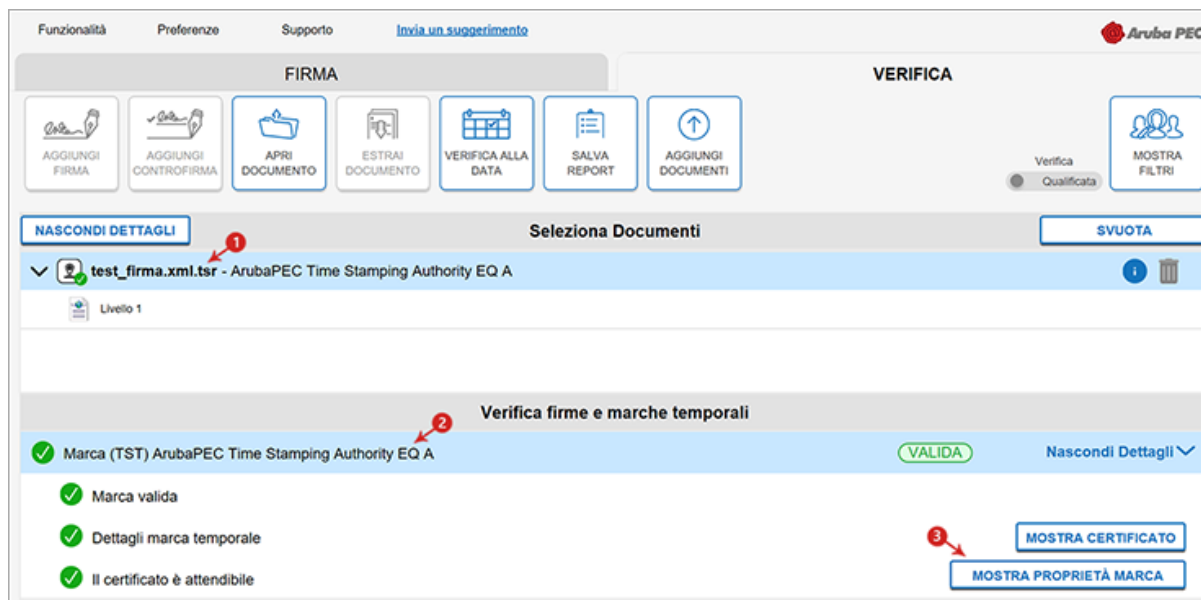 Funzionalità Preferenze Supporto Invia un suggerimento Aruba PEC
FIRMA VERIFICA
AGGIUNGI FIRMA
AGGIUNGI CONTROFIRMA
APRI DOCUMENTO
ESTRAI DOCUMENTO
VERIFICA ALLA DATA
SALVA REPORT
AGGIUNGI DOCUMENTI
Verifica
Qualificata
MOSTRA FILTRI
NASCONDI DETTAGLI Seleziona Documenti SVUOTA
1
test_firma.xml.tsr - ArubaPEC Time Stamping Authority EQ A
Livello 1
Verifica firme e marche temporali
2
Marca (TST) ArubaPEC Time Stamping Authority EQ A VALIDA Nascondi Dettagli
Marca valida
Dettagli marca temporale 3 MOSTRA CERTIFICATO
Il certificato è attendibile MOSTRA PROPRIETÀ MARCA